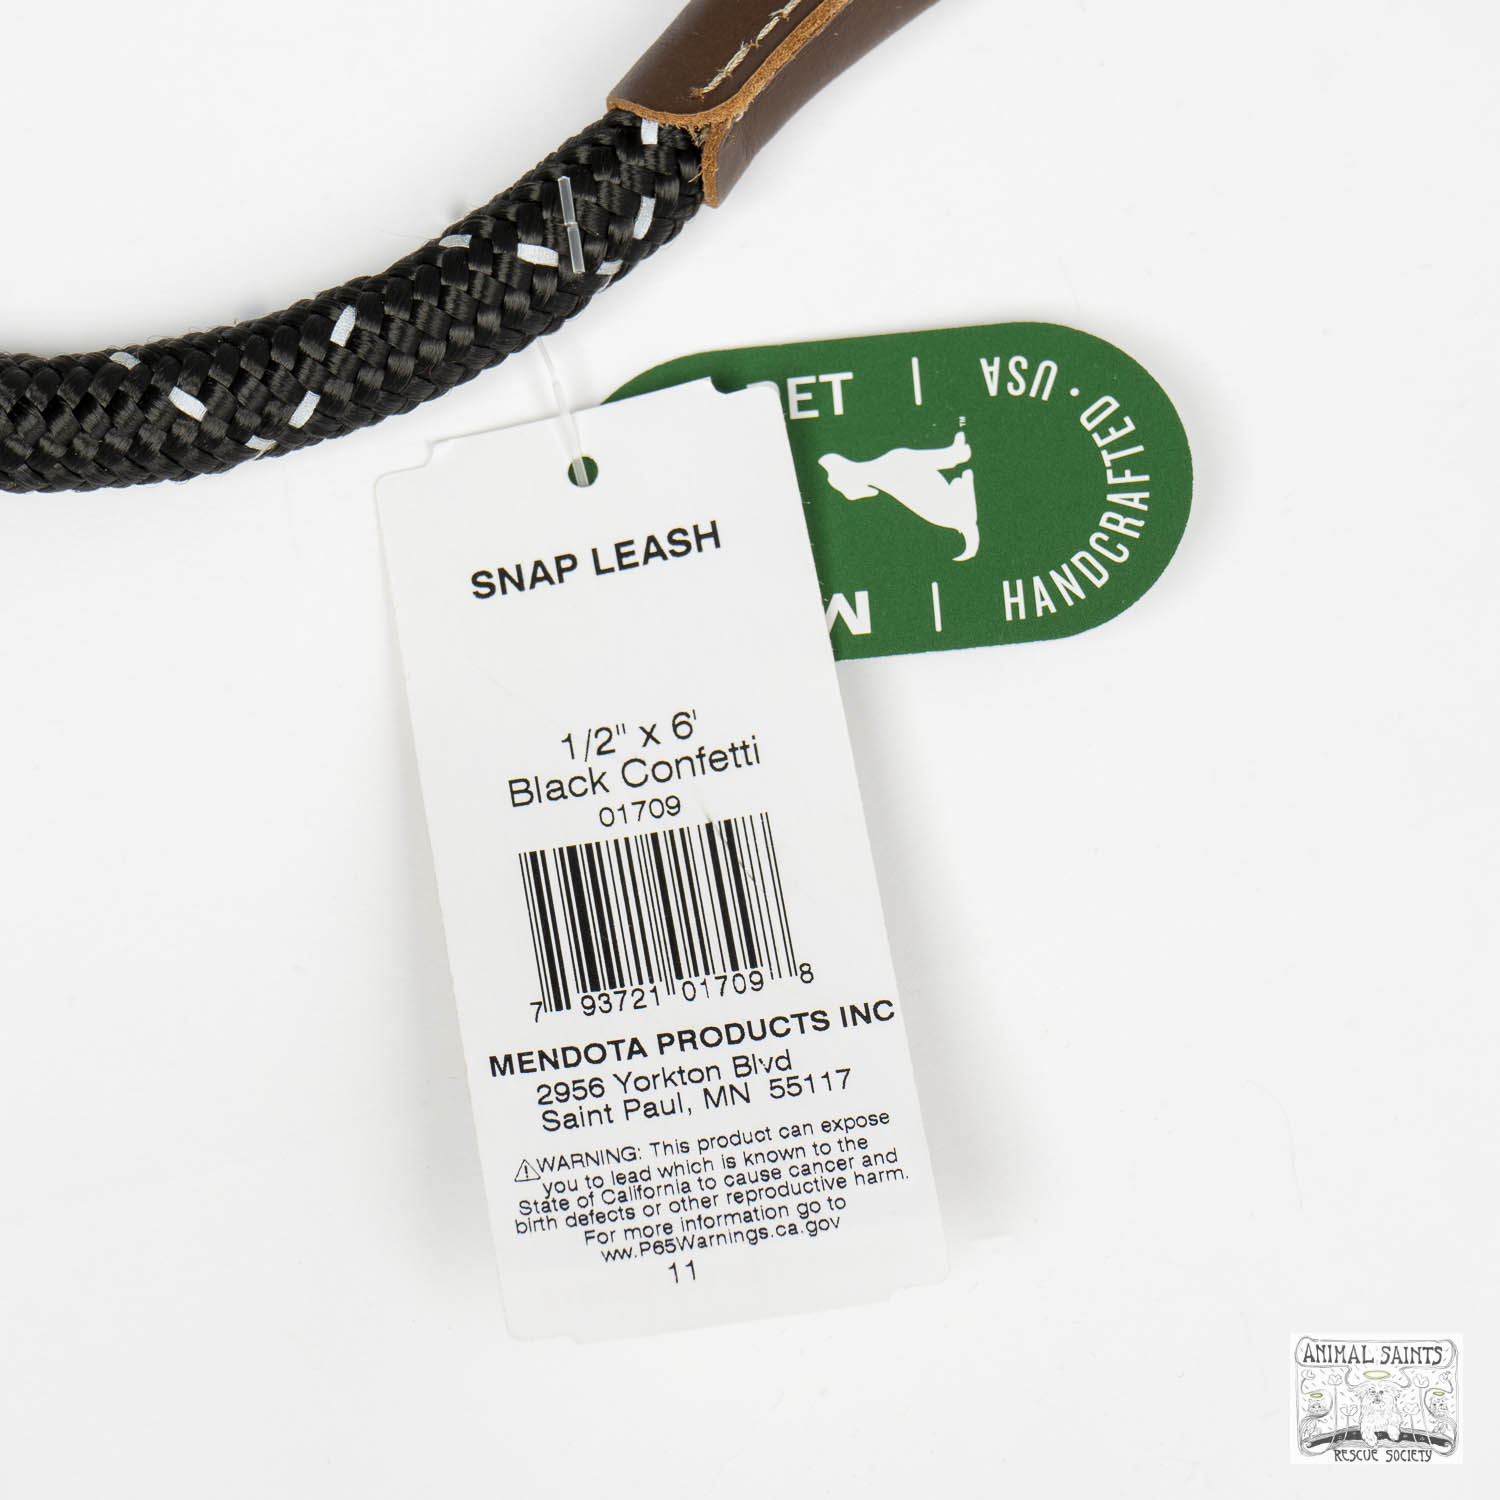 SNAP LEASH
1/2" x 6'
Black Confetti
01709
7 93721 01709 8
MENDOTA PRODUCTS INC
2956 Yorkton Blvd
Saint Paul, MN 55117
⚠WARNING: This product can expose
you to lead which is known to the
State of California to cause cancer and
birth defects or other reproductive harm.
For more information go to
ww.P65Warnings.ca.gov
11
HANDCRAFTED · USA
™
ANIMAL SAINTS
RESCUE SOCIETY